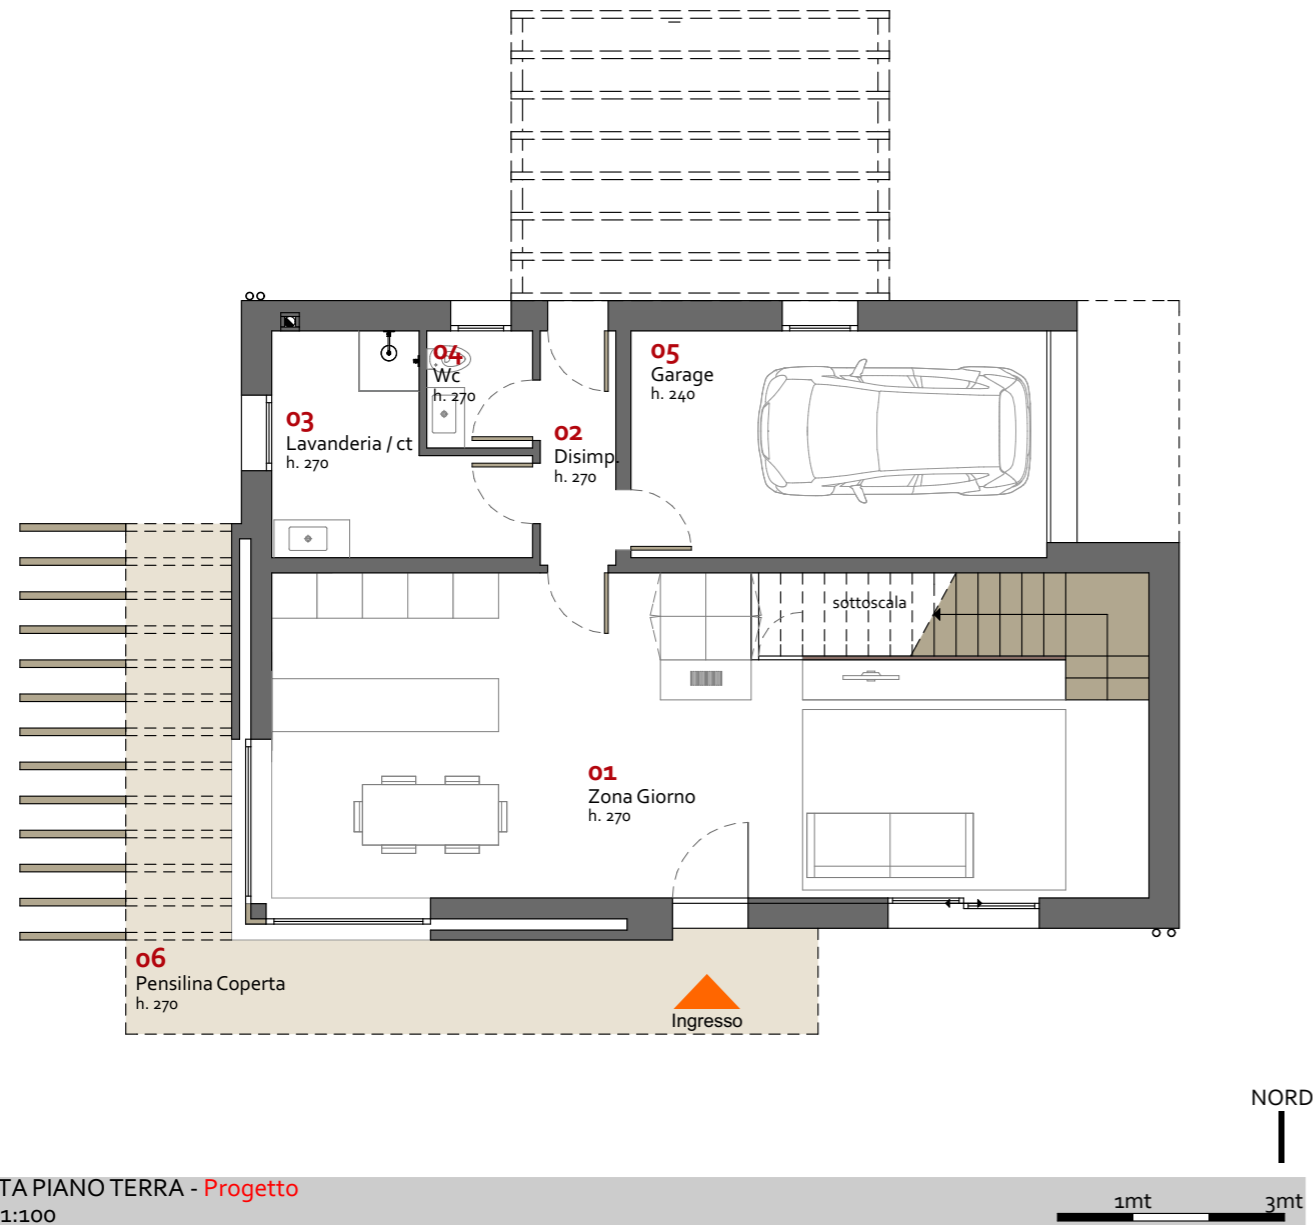 04
Wc
h. 270
05
Garage
h. 240
03
Lavanderia / ct
h. 270
02
Disimp.
h. 270
sottoscala
01
Zona Giorno
h. 270
06
Pensilina Coperta
h. 270
Ingresso
NORD
TA PIANO TERRA - Progetto
1:100
1mt 3mt